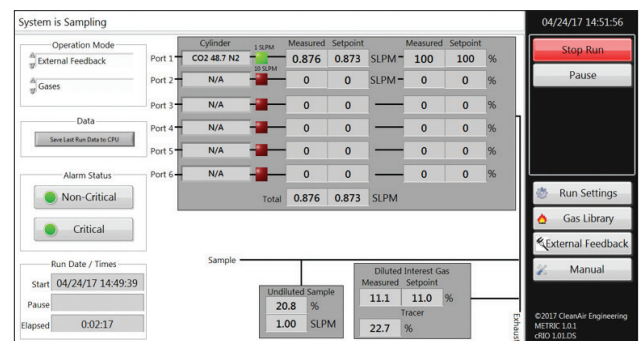 System is Sampling
04/24/17 14:51:56
Operation Mode
External Feedback
Gases
Data
Save Last Run Data to CPU
Alarm Status
Non-Critical
Critical
Run Date / Times
Start 04/24/17 14:49:39
Pause
Elapsed 0:02:17
Cylinder 1 SLPM Measured Setpoint Measured Setpoint
Port 1 CO2 48.7 N2 0.876 0.873 SLPM 100 100 %
10 SLPM
Port 2 N/A 0 0 SLPM 0 0 %
Port 3 N/A 0 0 0 0 %
Port 4 N/A 0 0 0 0 %
Port 5 N/A 0 0 0 0 %
Port 6 N/A 0 0 0 0 %
Total 0.876 0.873 SLPM
Sample
Undiluted Sample
20.8 %
1.00 SLPM
Diluted Interest Gas
Measured Setpoint
11.1 11.0 %
Tracer
22.7 %
Exhaust
Stop Run
Pause
Run Settings
Gas Library
External Feedback
Manual
©2017 CleanAir Engineering
METRIC 1.0.1
cRIO 1.01.DS